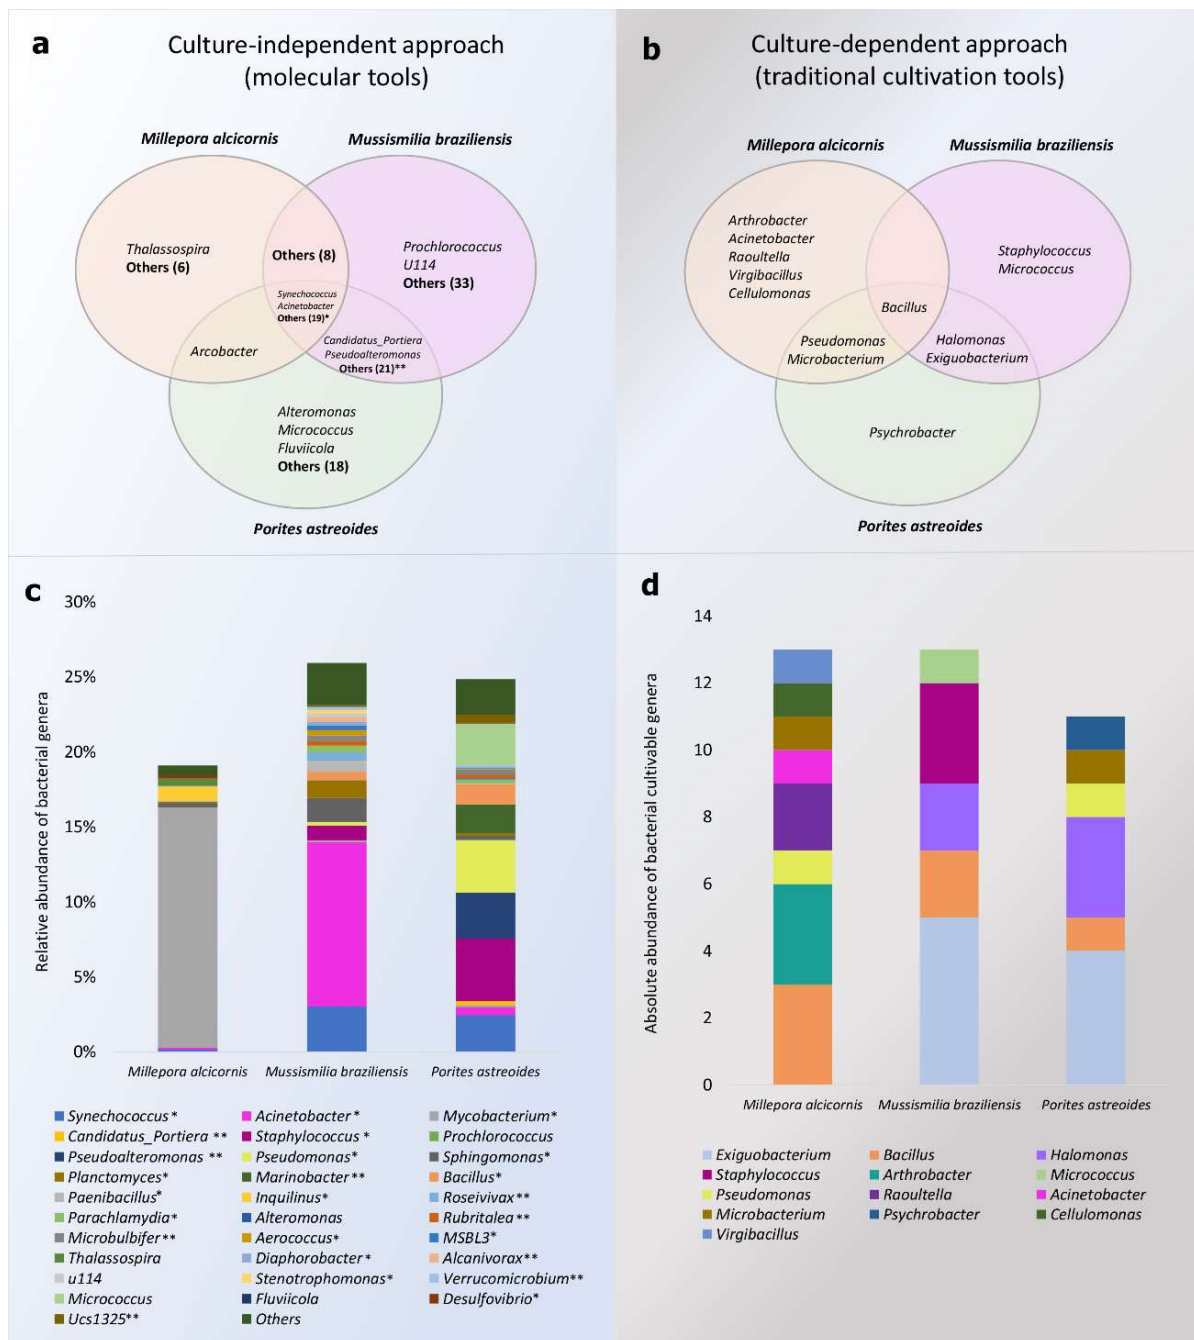 a
Culture-independent approach
(molecular tools)
Millepora alcicornis
Mussismilia braziliensis
Thalassospira
Others (6)
Others (8)
Prochlorococcus
U114
Others (33)
Synechococcus
Acinetobacter
Others (19)*
Arcobacter
Candidatus_Portiera
Pseudoalteromonas
Others (21)**
Alteromonas
Micrococcus
Fluviicola
Others (18)
Porites astreoides
b
Culture-dependent approach
(traditional cultivation tools)
Millepora alcicornis
Mussismilia braziliensis
Arthrobacter
Acinetobacter
Raoultella
Virgibacillus
Cellulomonas
Staphylococcus
Micrococcus
Bacillus
Pseudomonas
Microbacterium
Halomonas
Exiguobacterium
Psychrobacter
Porites astreoides
c
Relative abundance of bacterial genera
30%
25%
20%
15%
10%
5%
0%
Millepora alcicornis Mussismilia braziliensis Porites astreoides
Synechococcus* Acinetobacter* Mycobacterium*
Candidatus_Portiera ** Staphylococcus * Prochlorococcus
Pseudoalteromonas ** Pseudomonas* Sphingomonas*
Planctomyces* Marinobacter** Bacillus*
Paenibacillus* Inquilinus* Roseivivax**
Parachlamydia* Alteromonas Rubritalea**
Microbulbifer** Aerococcus* MSBL3*
Thalassospira Diaphorobacter* Alcanivorax**
u114 Stenotrophomonas* Verrucomicrobium**
Micrococcus Fluviicola Desulfovibrio*
Ucs1325** Others
d
Absolute abundance of bacterial cultivable genera
14
12
10
8
6
4
2
0
Millepora alcicornis Mussismilia braziliensis Porites astreoides
Exiguobacterium Bacillus Halomonas
Staphylococcus Arthrobacter Micrococcus
Pseudomonas Raoultella Acinetobacter
Microbacterium Psychrobacter Cellulomonas
Virgibacillus